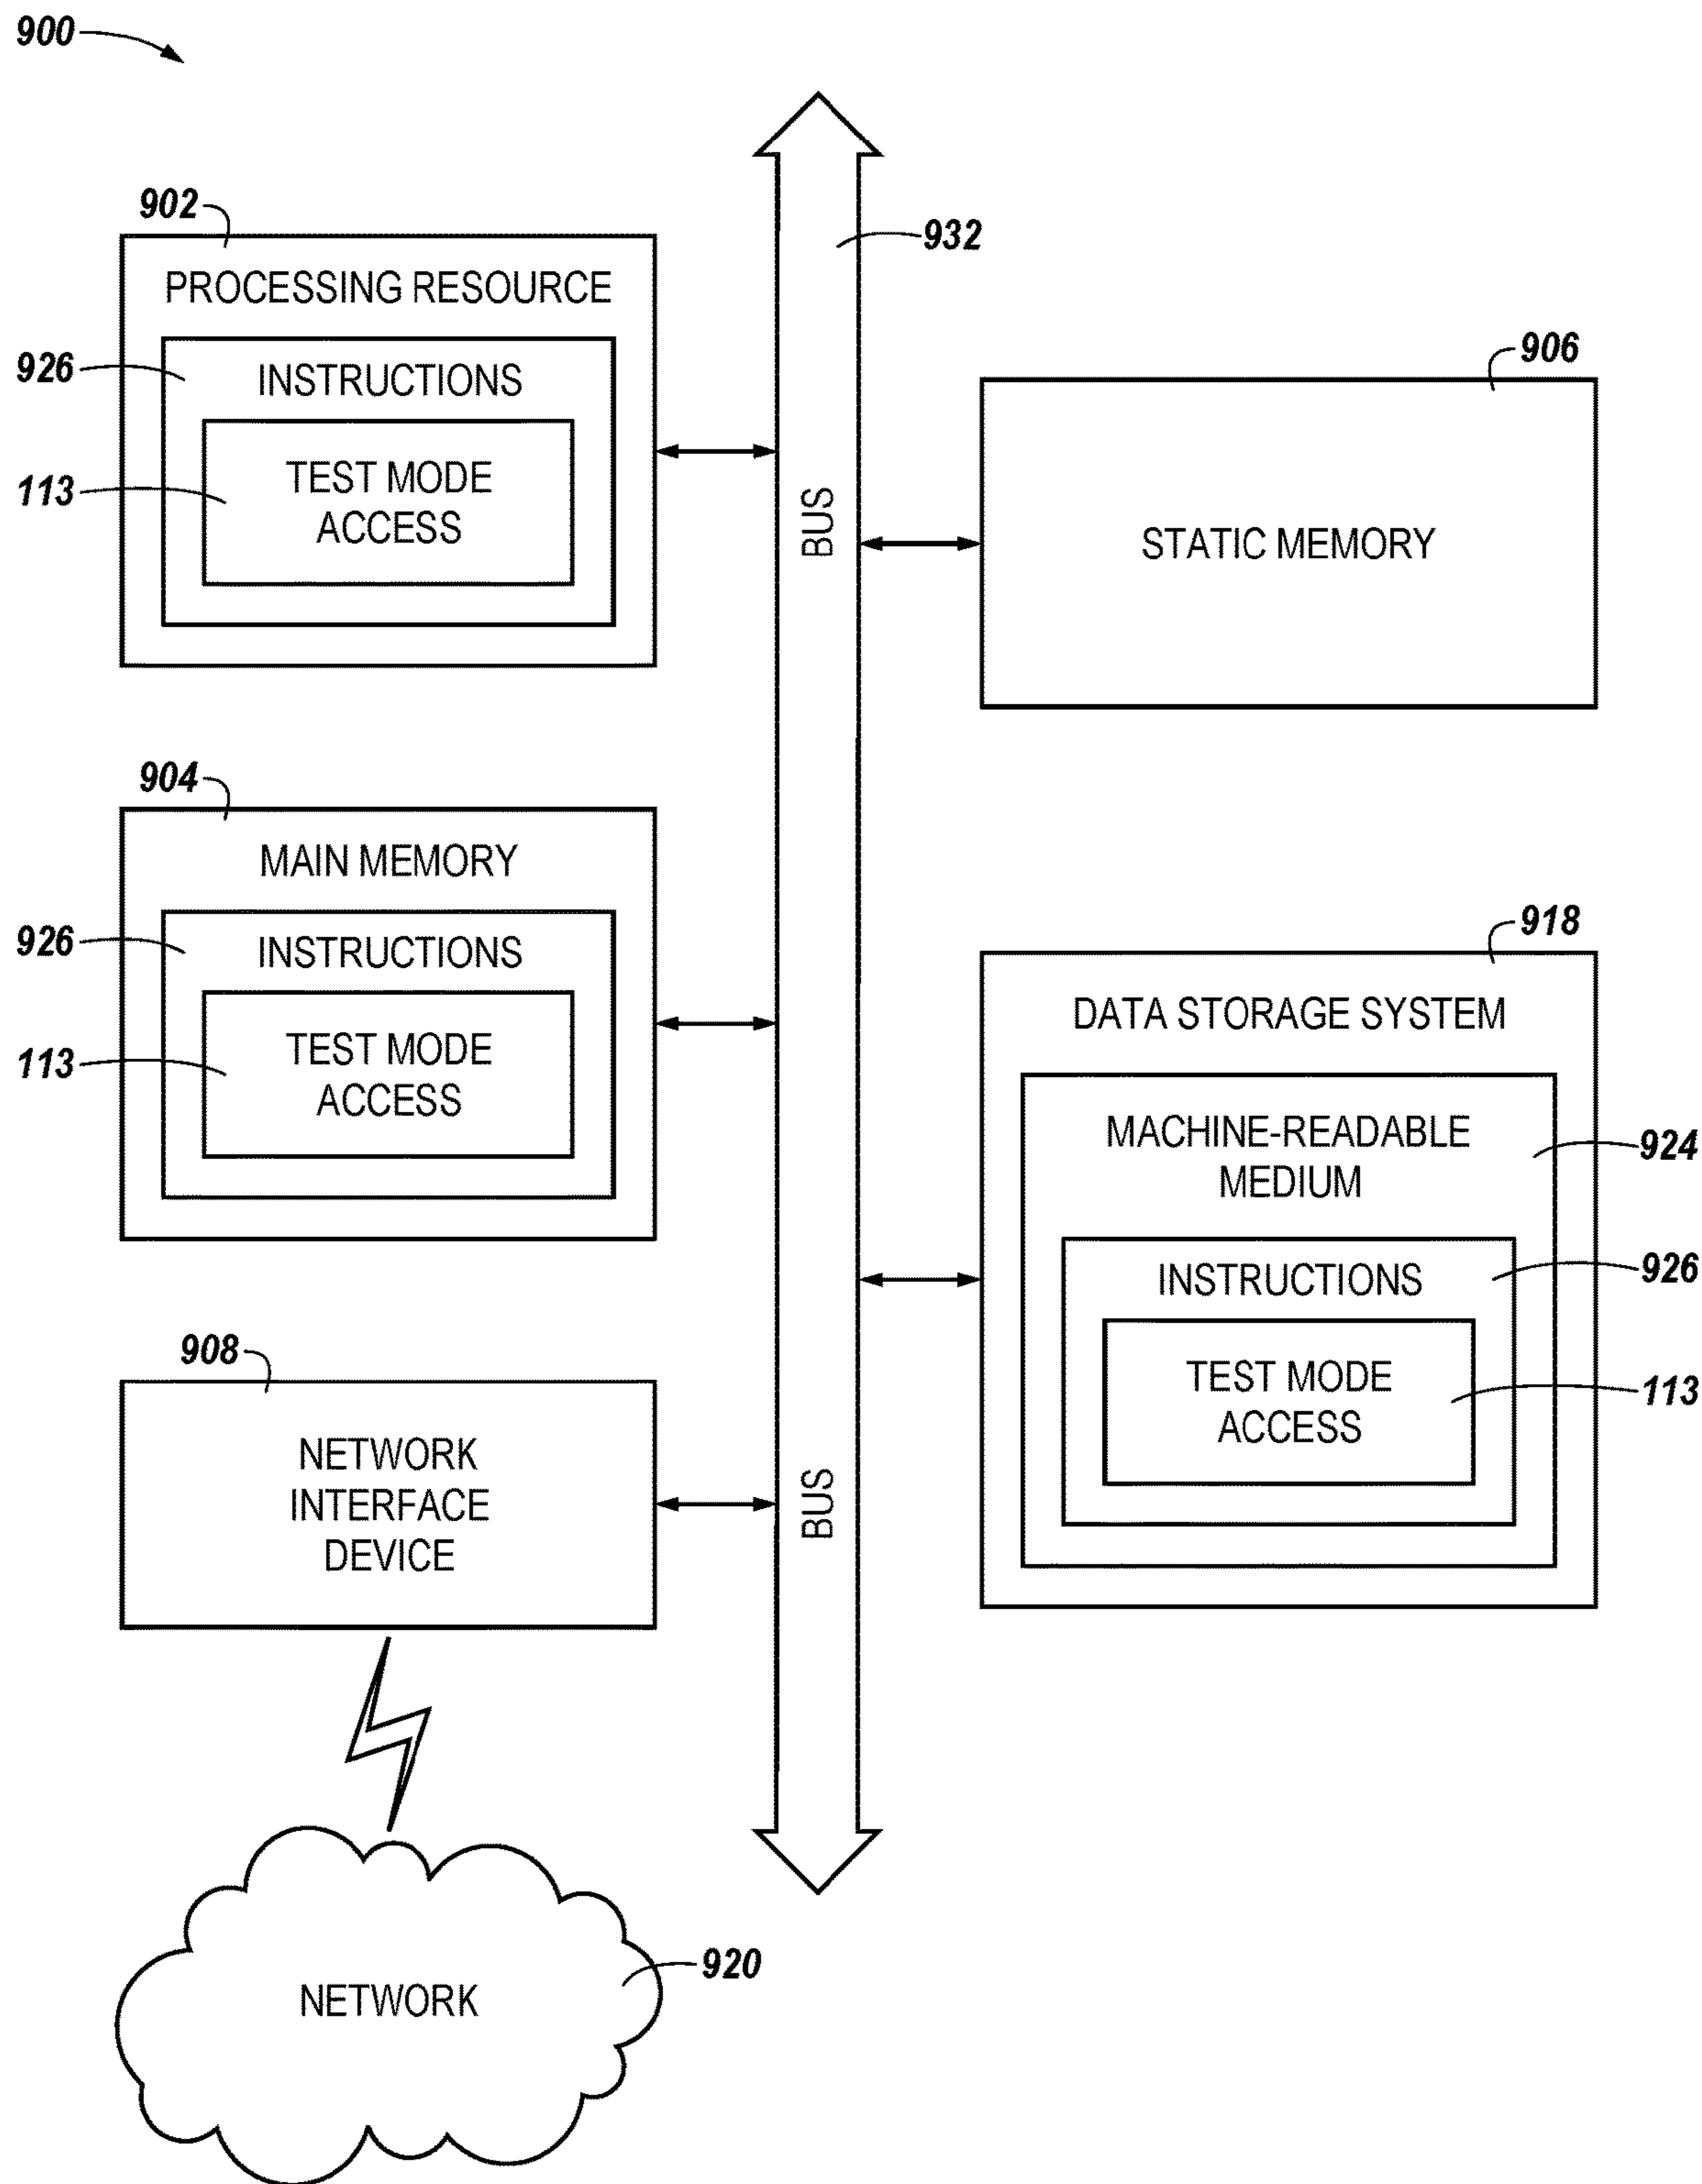 900
902
PROCESSING RESOURCE
926
INSTRUCTIONS
113
TEST MODE
ACCESS
904
MAIN MEMORY
926
INSTRUCTIONS
113
TEST MODE
ACCESS
908
NETWORK
INTERFACE
DEVICE
NETWORK
920
932
BUS
BUS
906
STATIC MEMORY
918
DATA STORAGE SYSTEM
MACHINE-READABLE
MEDIUM
924
INSTRUCTIONS
926
TEST MODE
ACCESS
113